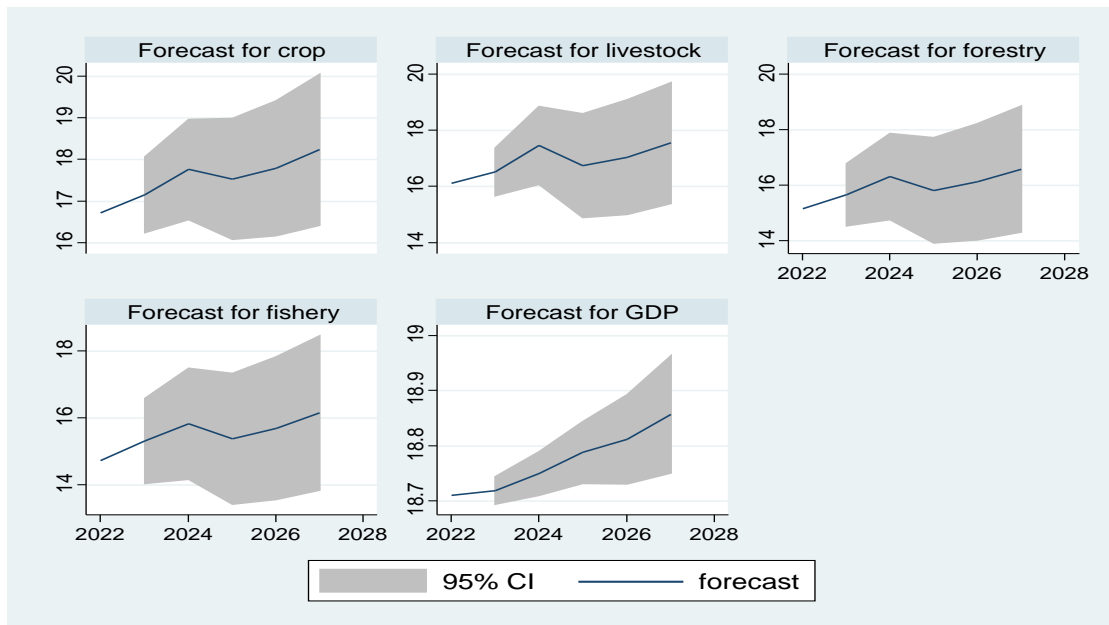 Forecast for crop
20
19
18
17
16
Forecast for livestock
20
18
16
14
Forecast for forestry
20
18
16
14
2022 2024 2026 2028
Forecast for fishery
18
16
14
2022 2024 2026 2028
Forecast for GDP
19
18.9
18.8
18.7
2022 2024 2026 2028
95% CI forecast